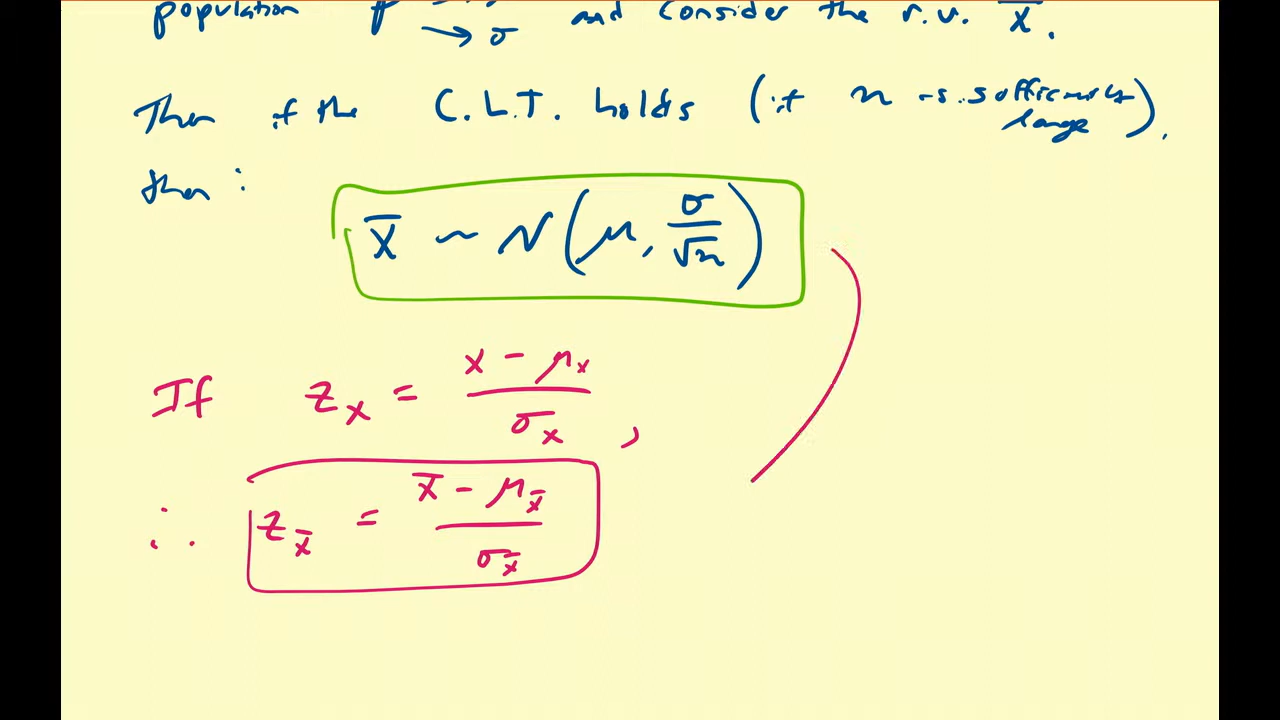 population → σ and consider the r.v. X̅.
Then if the C.L.T. holds (if n is sufficiently large),
then:
X̅ ~ N(μ, σ/√n)
If z_x = (x - μ_x)/σ_x,
∴ z_x̅ = (x̅ - μ_x̅)/σ_x̅